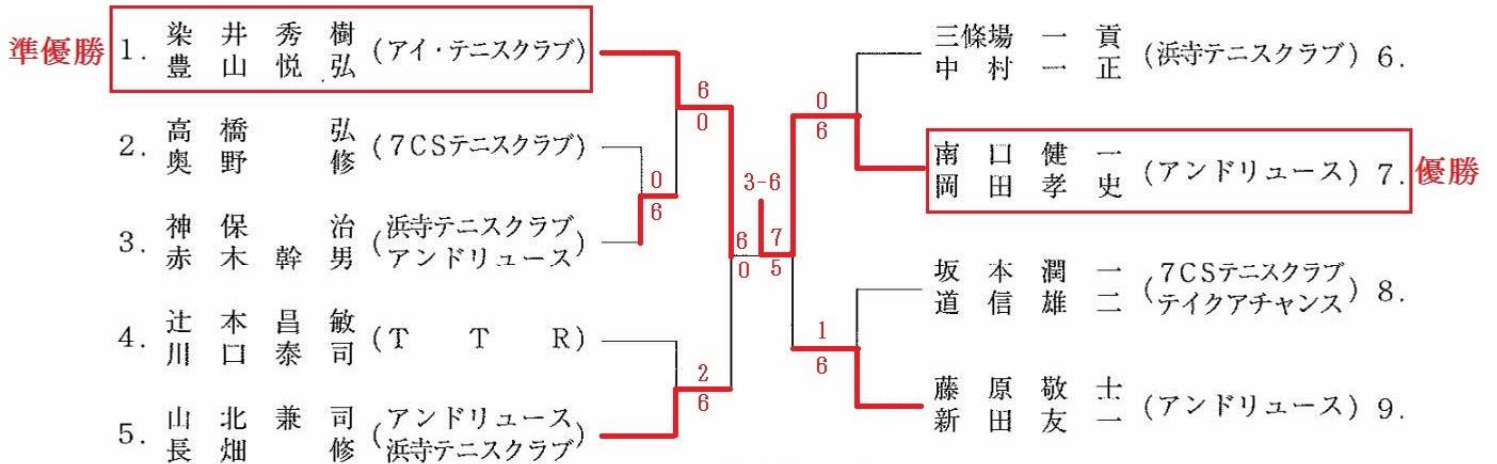 準優勝
1. 染井秀樹 (アイ・テニスクラブ)
豊山悦弘
2. 高橋弘 (7CSテニスクラブ)
奥野修
3. 神保治 (浜寺テニスクラブ
赤木幹男 アンドリュース)
4. 辻本昌敏 (TTR)
川口泰司
5. 山北兼司 (アンドリュース
長畑修 浜寺テニスクラブ)
6
0
0
6
2
6
6
0
3-6
7
5
0
6
1
6
三條場一貢 (浜寺テニスクラブ) 6.
中村一正
南口健一 (アンドリュース) 7.
岡田孝史
優勝
坂本潤一 (7CSテニスクラブ 8.
道信雄二 テイクアチャンス)
藤原敬士 (アンドリュース) 9.
新田友一